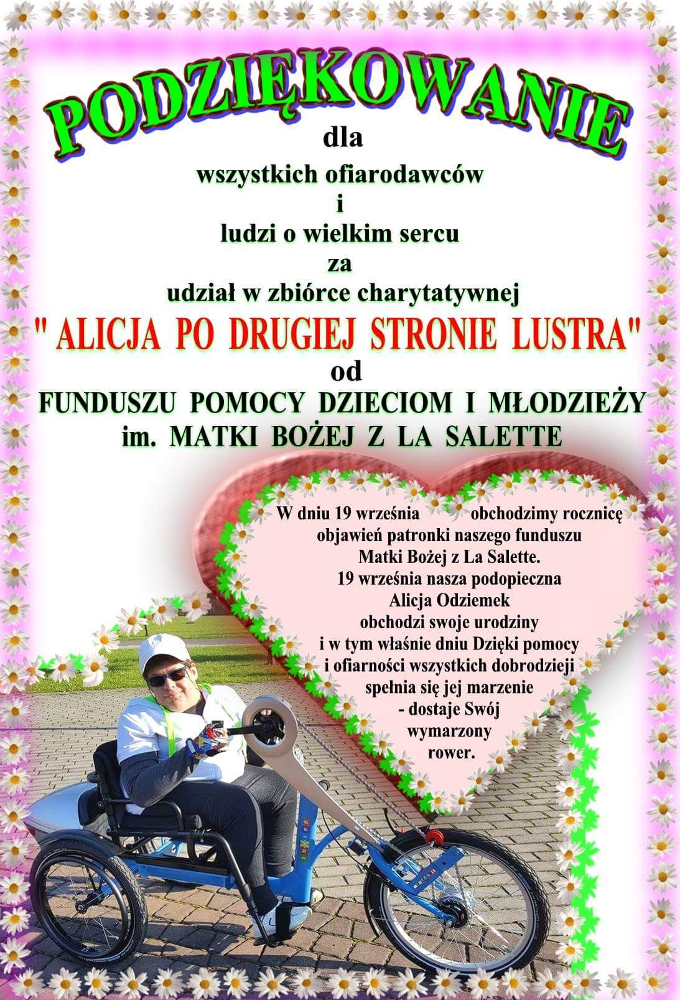 PODZIĘKOWANIE
dla
wszystkich ofiarodawców
i
ludzi o wielkim sercu
za
udział w zbiórce charytatywnej
" ALICJA PO DRUGIEJ STRONIE LUSTRA"
od
FUNDUSZU POMOCY DZIECIOM I MŁODZIEŻY
im. MATKI BOŻEJ Z LA SALETTE
W dniu 19 września obchodzimy rocznicę
objawień patronki naszego funduszu
Matki Bożej z La Salette.
19 września nasza podopieczna
Alicja Odziemek
obchodzi swoje urodziny
i w tym właśnie dniu Dzięki pomocy
i ofiarności wszystkich dobrodzieji
spełnia się jej marzenie
- dostaje Swój
wymarzony
rower.